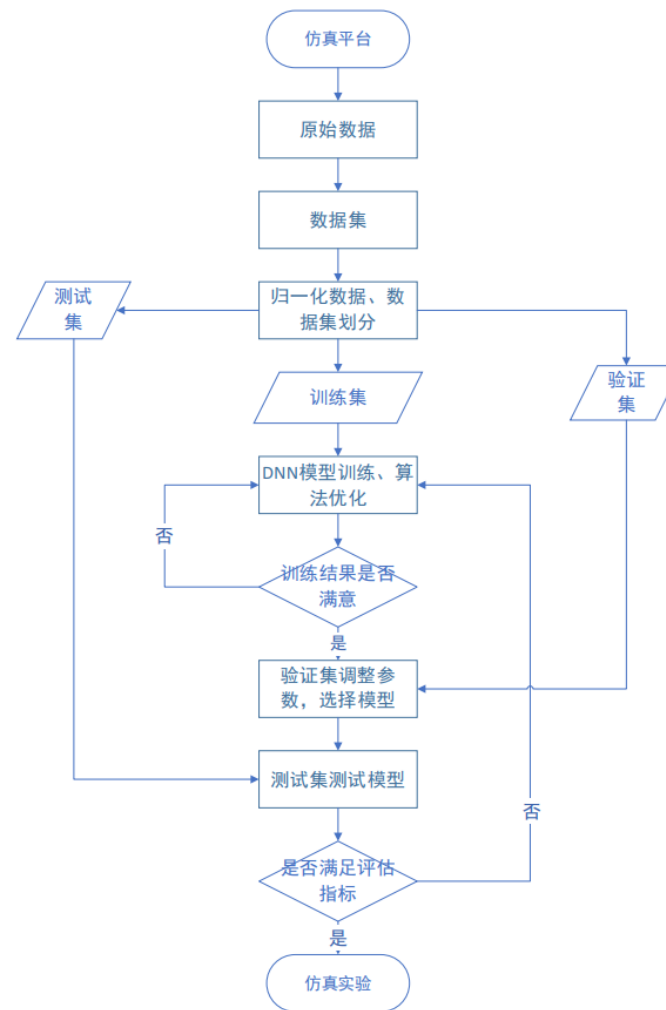 仿真平台
原始数据
数据集
测试
集
归一化数据、数
据集划分
验证
集
训练集
DNN模型训练、算
法优化
否
训练结果是否
满意
是
验证集调整参
数，选择模型
测试集测试模型
否
是否满足评估
指标
是
仿真实验